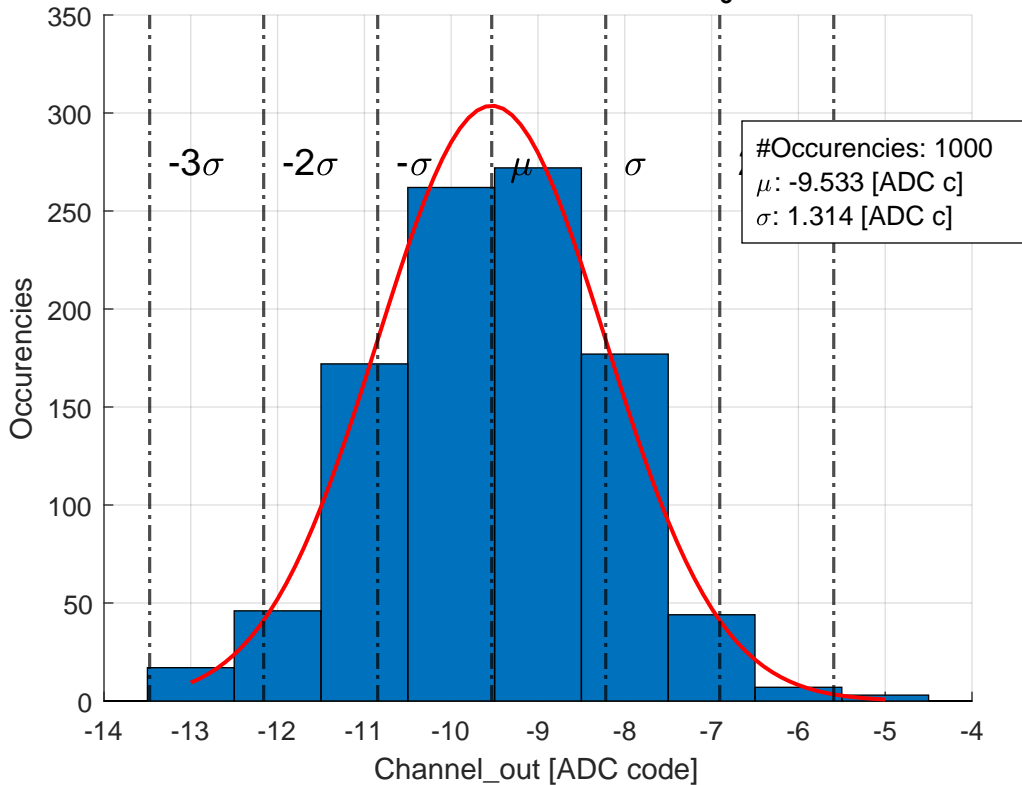 350
300
250
200
150
100
50
0
Occurencies
-3σ -2σ -σ μ σ
#Occurencies: 1000
μ: -9.533 [ADC c]
σ: 1.314 [ADC c]
-14 -13 -12 -11 -10 -9 -8 -7 -6 -5 -4
Channel_out [ADC code]